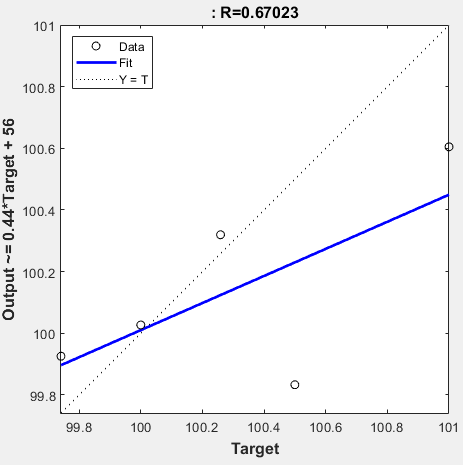 : R=0.67023
Data
Fit
Y = T
Output ~= 0.44*Target + 56
101
100.8
100.6
100.4
100.2
100
99.8
99.8 100 100.2 100.4 100.6 100.8 101
Target